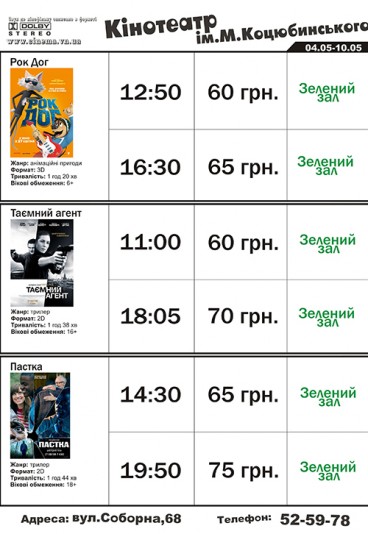 DOLBY
STEREO
www.cinema.vn.ua
Кінотеатр
ім.М.Коцюбинського
04.05-10.05
Рок Дог
РОК
ДОГ
Жанр: анімаційні пригоди
Формат: 3D
Тривалість: 1 год 20 хв
Вікові обмеження: 6+
12:50 60 грн. Зелений зал
16:30 65 грн. Зелений зал
Таємний агент
ТАЄМНИЙ
АГЕНТ
Жанр: трилер
Формат: 2D
Тривалість: 1 год 38 хв
Вікові обмеження: 16+
11:00 60 грн. Зелений зал
18:05 70 грн. Зелений зал
Пастка
ПАСТКА
Жанр: трилер
Формат: 2D
Тривалість: 1 год 44 хв
Вікові обмеження: 18+
14:30 65 грн. Зелений зал
19:50 75 грн. Зелений зал
Адреса: вул.Соборна,68 Телефон: 52-59-78